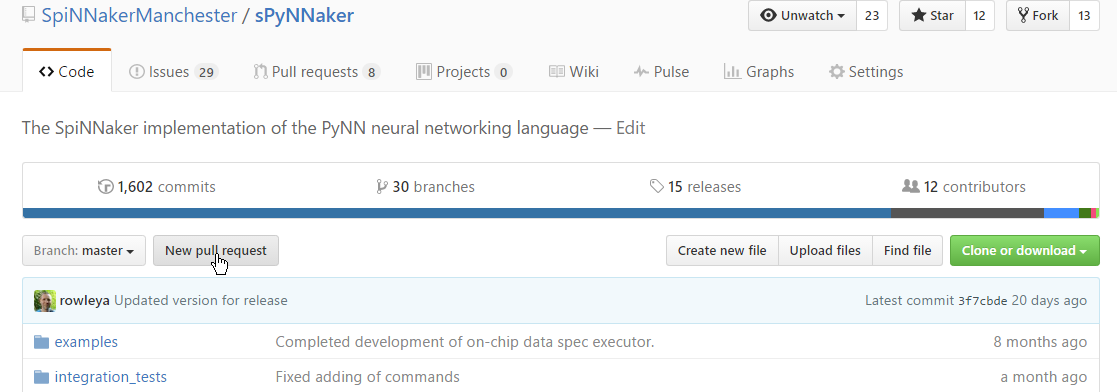 SpiNNakerManchester / sPyNNaker Unwatch 23 Star 12 Fork 13
Code Issues 29 Pull requests 8 Projects 0 Wiki Pulse Graphs Settings
The SpiNNaker implementation of the PyNN neural networking language — Edit
1,602 commits 30 branches 15 releases 12 contributors
Branch: master New pull request Create new file Upload files Find file Clone or download
rowleya Updated version for release Latest commit 3f7cbde 20 days ago
examples Completed development of on-chip data spec executor. 8 months ago
integration_tests Fixed adding of commands a month ago